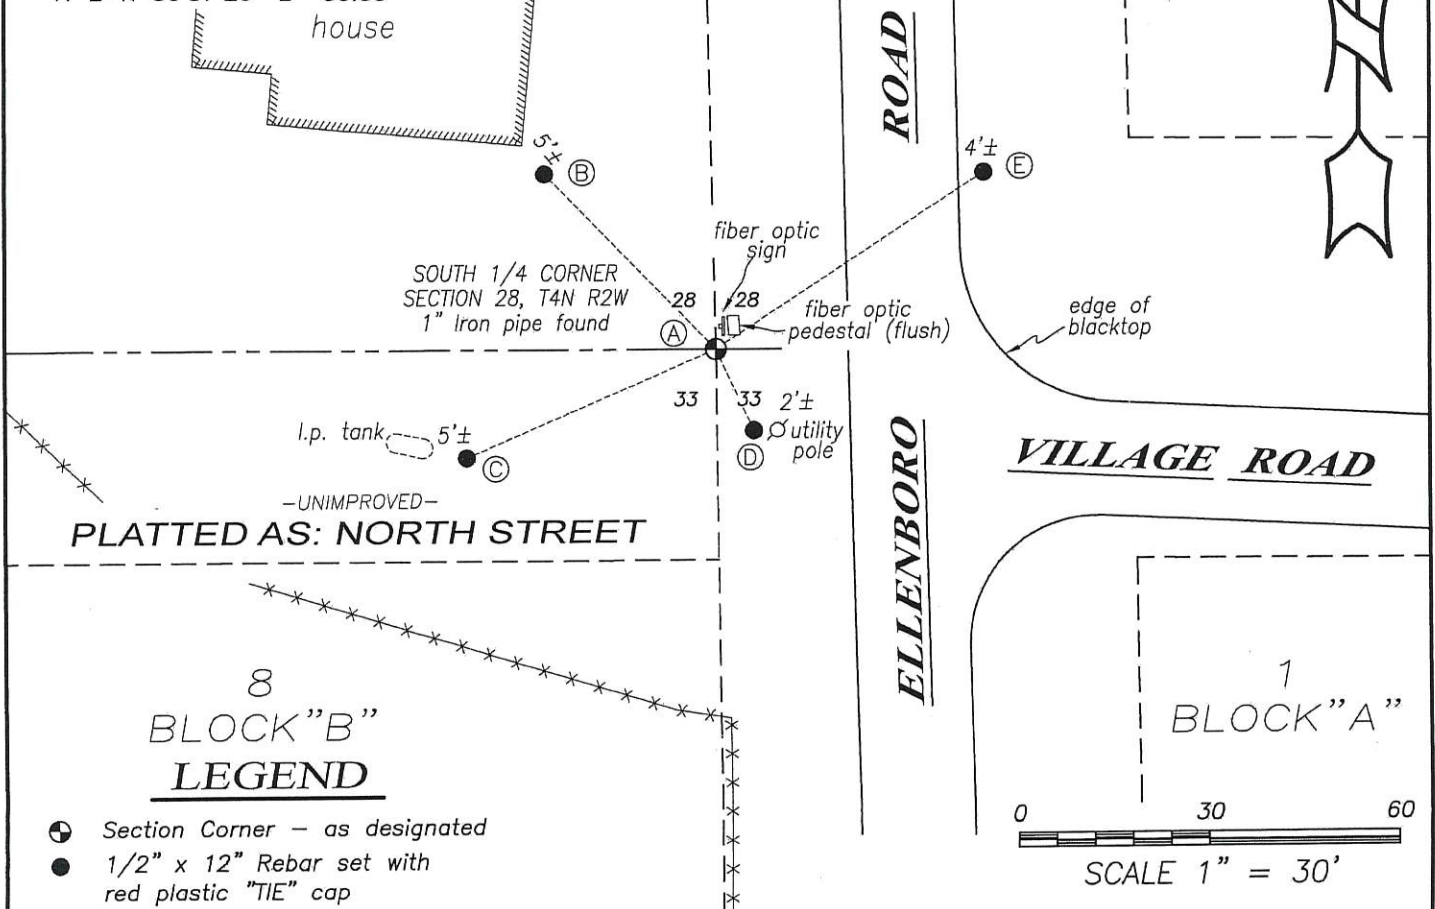 house
ROAD
5'±
B
4'±
E
fiber optic
sign
SOUTH 1/4 CORNER
SECTION 28, T4N R2W
1" Iron pipe found
28
28
A
fiber optic
pedestal (flush)
edge of
blacktop
33
33
2'±
utility
pole
D
l.p. tank
5'±
C
VILLAGE ROAD
-UNIMPROVED-
PLATTED AS: NORTH STREET
ELLENBORO
8
BLOCK"B"
1
BLOCK"A"
LEGEND
Section Corner – as designated
1/2" x 12" Rebar set with
red plastic "TIE" cap
0 30 60
SCALE 1" = 30'